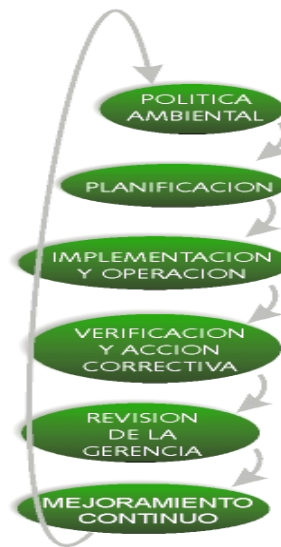 POLITICA
AMBIENTAL
PLANIFICACION
IMPLEMENTACION
Y OPERACION
VERIFICACION
Y ACCION
CORRECTIVA
REVISION
DE LA
GERENCIA
MEJORAMIENTO
CONTINUO